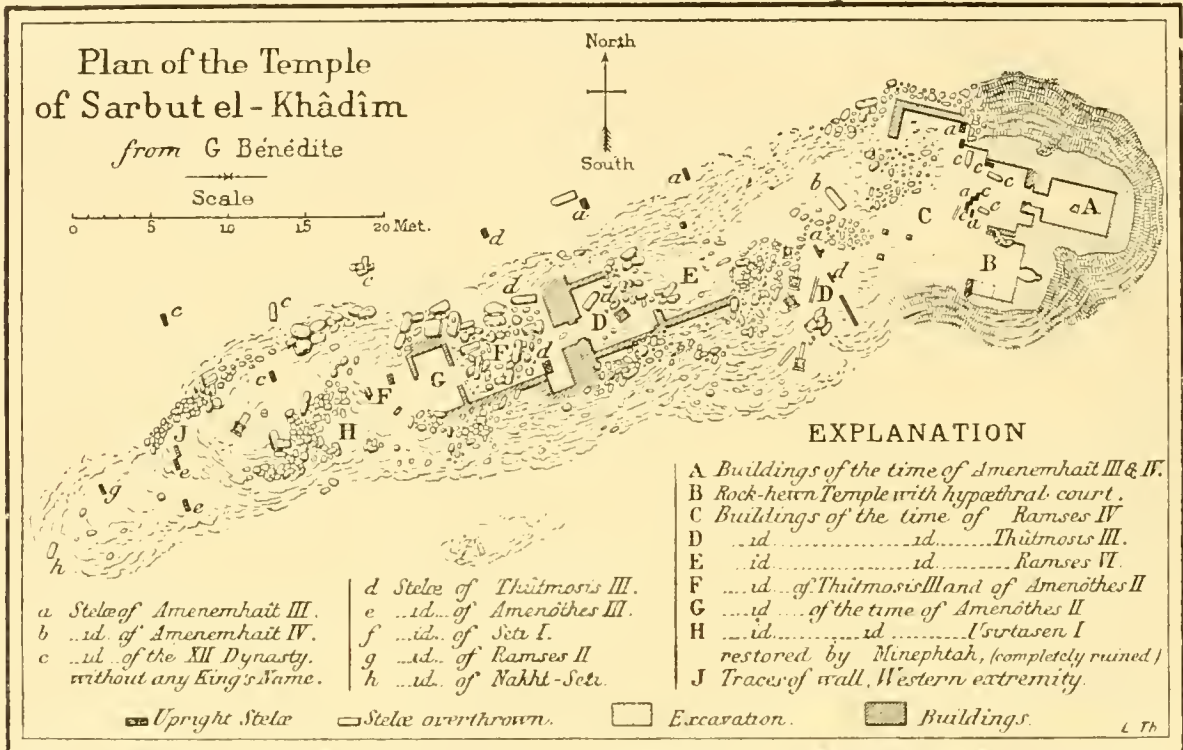 Plan of the Temple
of Sarbut el-Khâdîm
from G Bénédite
Scale
0 5 10 15 20 Met.
North
South
A
B
C
D
D
E
F
F
G
H
J
a
a
a
a
a
a
b
c
c
c
c
c
c
c
c
d
d
d
d
d
e
e
e
g
h
EXPLANATION
A Buildings of the time of Amenemhaît III & IV.
B Rock-hewn Temple with hypæthral court.
C Buildings of the time of Ramses IV
D ...id.................id.......Thûtmosis III.
E id................id.......Ramses VI.
F ....id...of Thûtmosis III and of Amenôthes II
G ....id .....of the time of Amenôthes II
H ....id..........id ..........Usirtasen I
restored by Minephtah, (completely ruined)
J Traces of wall, Western extremity.
a Stelæ of Amenemhaît III.
b ..id. of Amenemhaît IV.
c ..id .of the XII Dynasty.
without any King's Name.
d Stelæ of Thûtmosis III.
e ...id... of Amenôthes III.
f ...id.. of Seti I.
g ...id... of Ramses II
h ...id.. of Nakht-Seti.
Upright Stelæ
Stelæ overthrown.
Excavation.
Buildings.
L Th